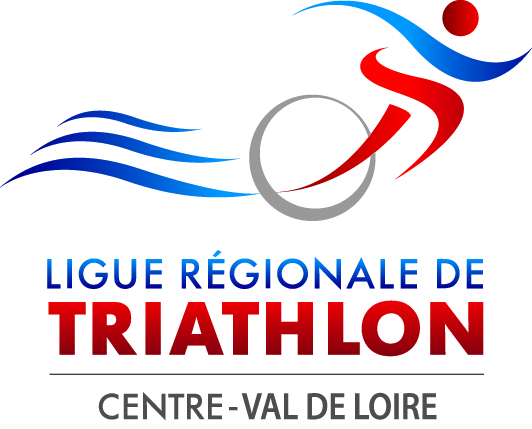 LIGUE RÉGIONALE DE
TRIATHLON
CENTRE-VAL DE LOIRE